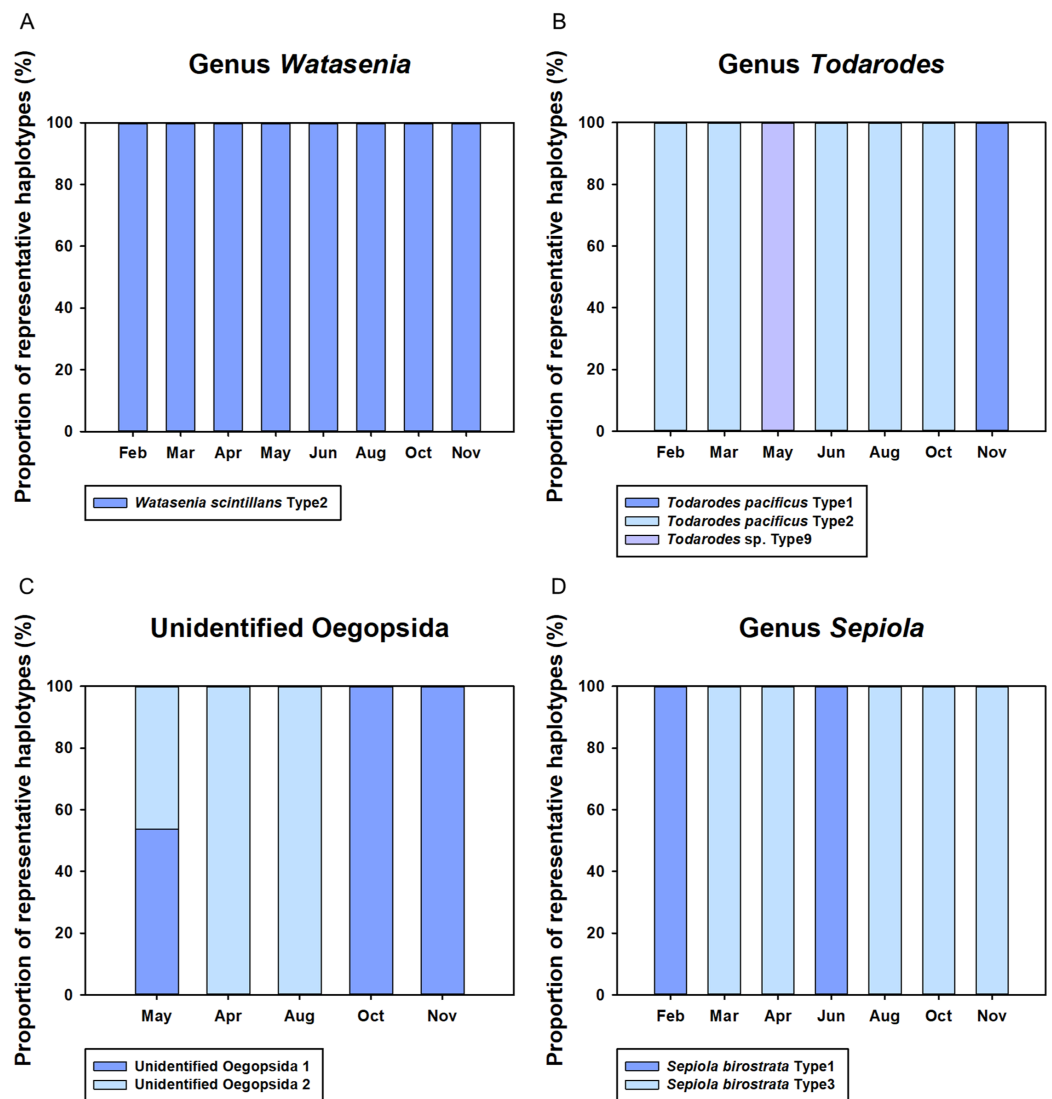 A
Genus Watasenia
Proportion of representative haplotypes (%)
100
80
60
40
20
0
Feb Mar Apr May Jun Aug Oct Nov
Watasenia scintillans Type2
B
Genus Todarodes
Proportion of representative haplotypes (%)
100
80
60
40
20
0
Feb Mar May Jun Aug Oct Nov
Todarodes pacificus Type1
Todarodes pacificus Type2
Todarodes sp. Type9
C
Unidentified Oegopsida
Proportion of representative haplotypes (%)
100
80
60
40
20
0
May Apr Aug Oct Nov
Unidentified Oegopsida 1
Unidentified Oegopsida 2
D
Genus Sepiola
Proportion of representative haplotypes (%)
100
80
60
40
20
0
Feb Mar Apr Jun Aug Oct Nov
Sepiola birostrata Type1
Sepiola birostrata Type3